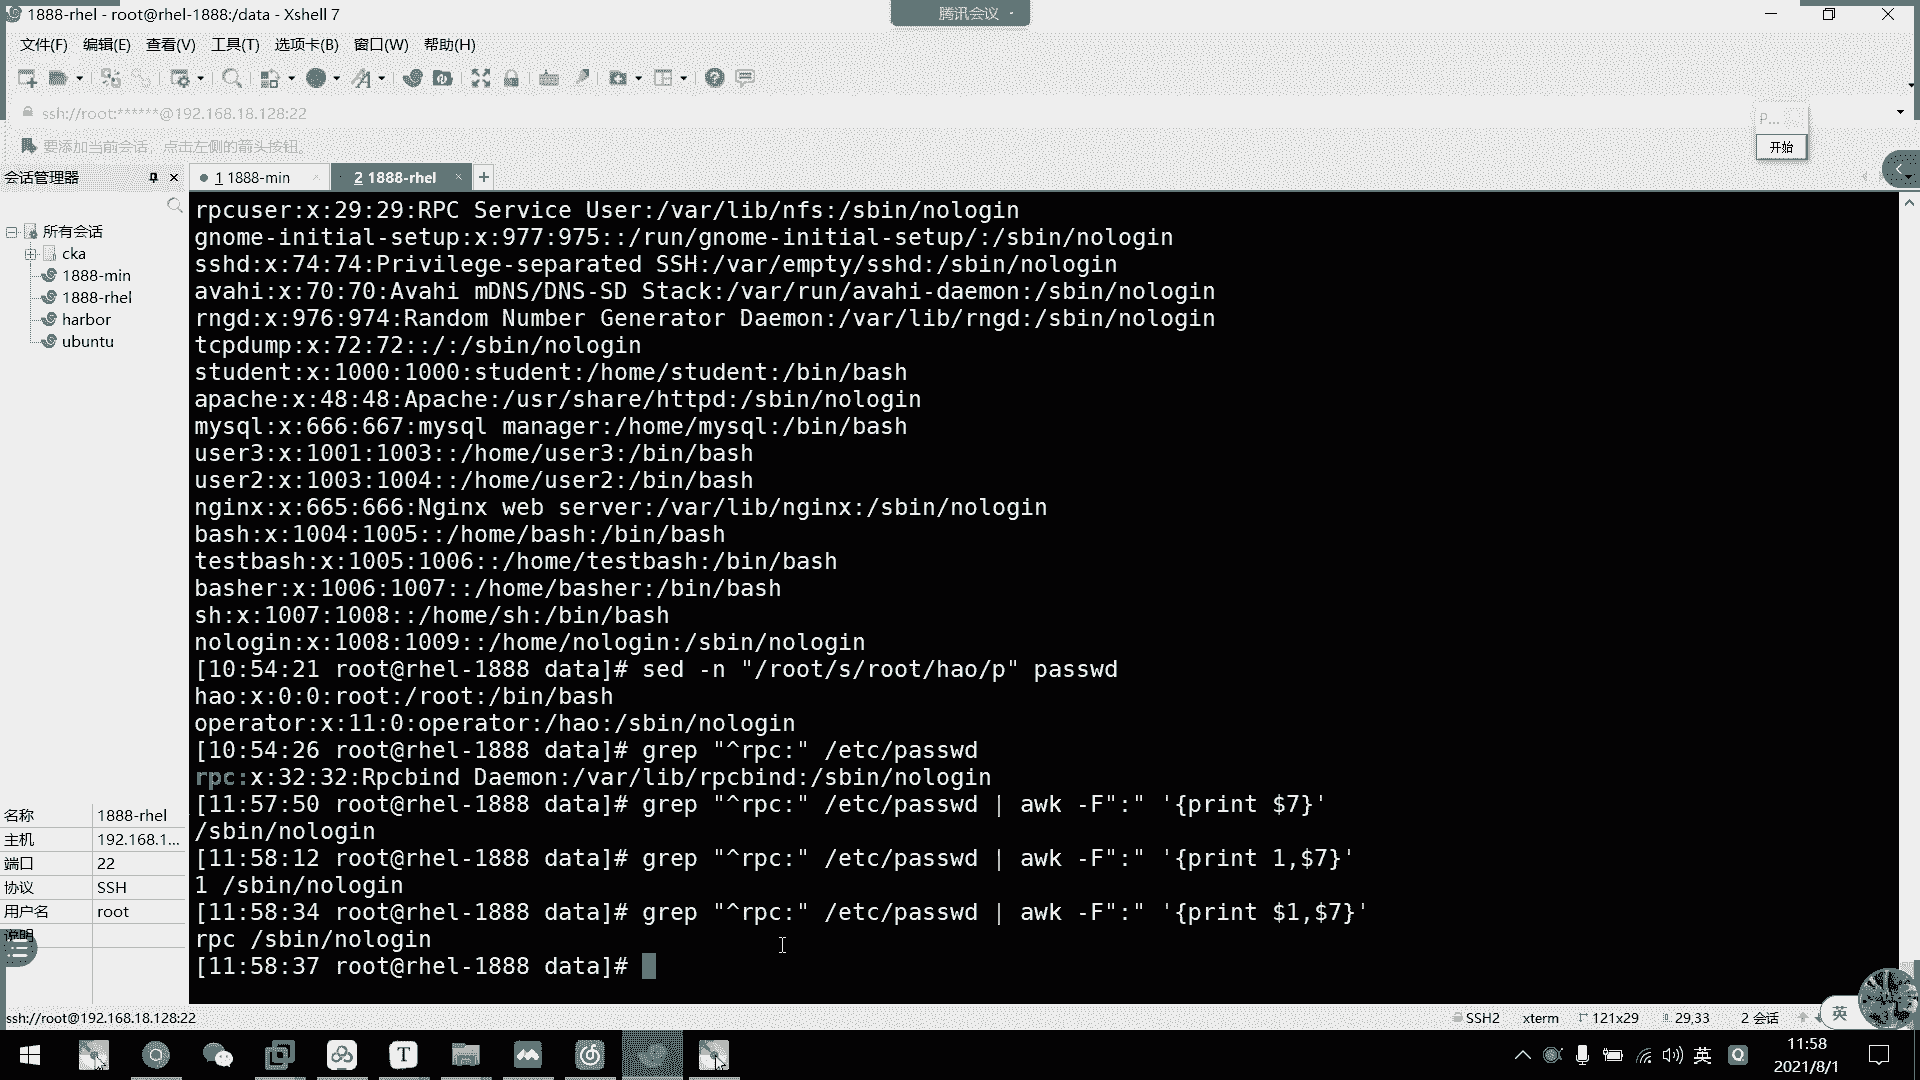 1888-rhel - root@rhel-1888:/data - Xshell 7
腾讯会议
文件(F) 编辑(E) 查看(V) 工具(T) 选项卡(B) 窗口(W) 帮助(H)
ssh://root:******@192.168.18.128:22
P...
要添加当前会话，点击左侧的箭头按钮。
开始
会话管理器
1 1888-min
2 1888-rhel
所有会话
cka
1888-min
1888-rhel
harbor
ubuntu
rpcuser:x:29:29:RPC Service User:/var/lib/nfs:/sbin/nologin
gnome-initial-setup:x:977:975::/run/gnome-initial-setup/:/sbin/nologin
sshd:x:74:74:Privilege-separated SSH:/var/empty/sshd:/sbin/nologin
avahi:x:70:70:Avahi mDNS/DNS-SD Stack:/var/run/avahi-daemon:/sbin/nologin
rngd:x:976:974:Random Number Generator Daemon:/var/lib/rngd:/sbin/nologin
tcpdump:x:72:72::/:/sbin/nologin
student:x:1000:1000:student:/home/student:/bin/bash
apache:x:48:48:Apache:/usr/share/httpd:/sbin/nologin
mysql:x:666:667:mysql manager:/home/mysql:/bin/bash
user3:x:1001:1003::/home/user3:/bin/bash
user2:x:1003:1004::/home/user2:/bin/bash
nginx:x:665:666:Nginx web server:/var/lib/nginx:/sbin/nologin
bash:x:1004:1005::/home/bash:/bin/bash
testbash:x:1005:1006::/home/testbash:/bin/bash
basher:x:1006:1007::/home/basher:/bin/bash
sh:x:1007:1008::/home/sh:/bin/bash
nologin:x:1008:1009::/home/nologin:/sbin/nologin
[10:54:21 root@rhel-1888 data]# sed -n "/root/s/root/hao/p" passwd
hao:x:0:0:root:/root:/bin/bash
operator:x:11:0:operator:/hao:/sbin/nologin
[10:54:26 root@rhel-1888 data]# grep "^rpc:" /etc/passwd
rpc:x:32:32:Rpcbind Daemon:/var/lib/rpcbind:/sbin/nologin
[11:57:50 root@rhel-1888 data]# grep "^rpc:" /etc/passwd | awk -F":" '{print $7}'
/sbin/nologin
[11:58:12 root@rhel-1888 data]# grep "^rpc:" /etc/passwd | awk -F":" '{print 1,$7}'
1 /sbin/nologin
[11:58:34 root@rhel-1888 data]# grep "^rpc:" /etc/passwd | awk -F":" '{print $1,$7}'
rpc /sbin/nologin
[11:58:37 root@rhel-1888 data]#
名称 1888-rhel
主机 192.168.1...
端口 22
协议 SSH
用户名 root
说明
ssh://root@192.168.18.128:22
SSH2 xterm 121x29 29,33 2 会话
英
T
英
11:58
2021/8/1